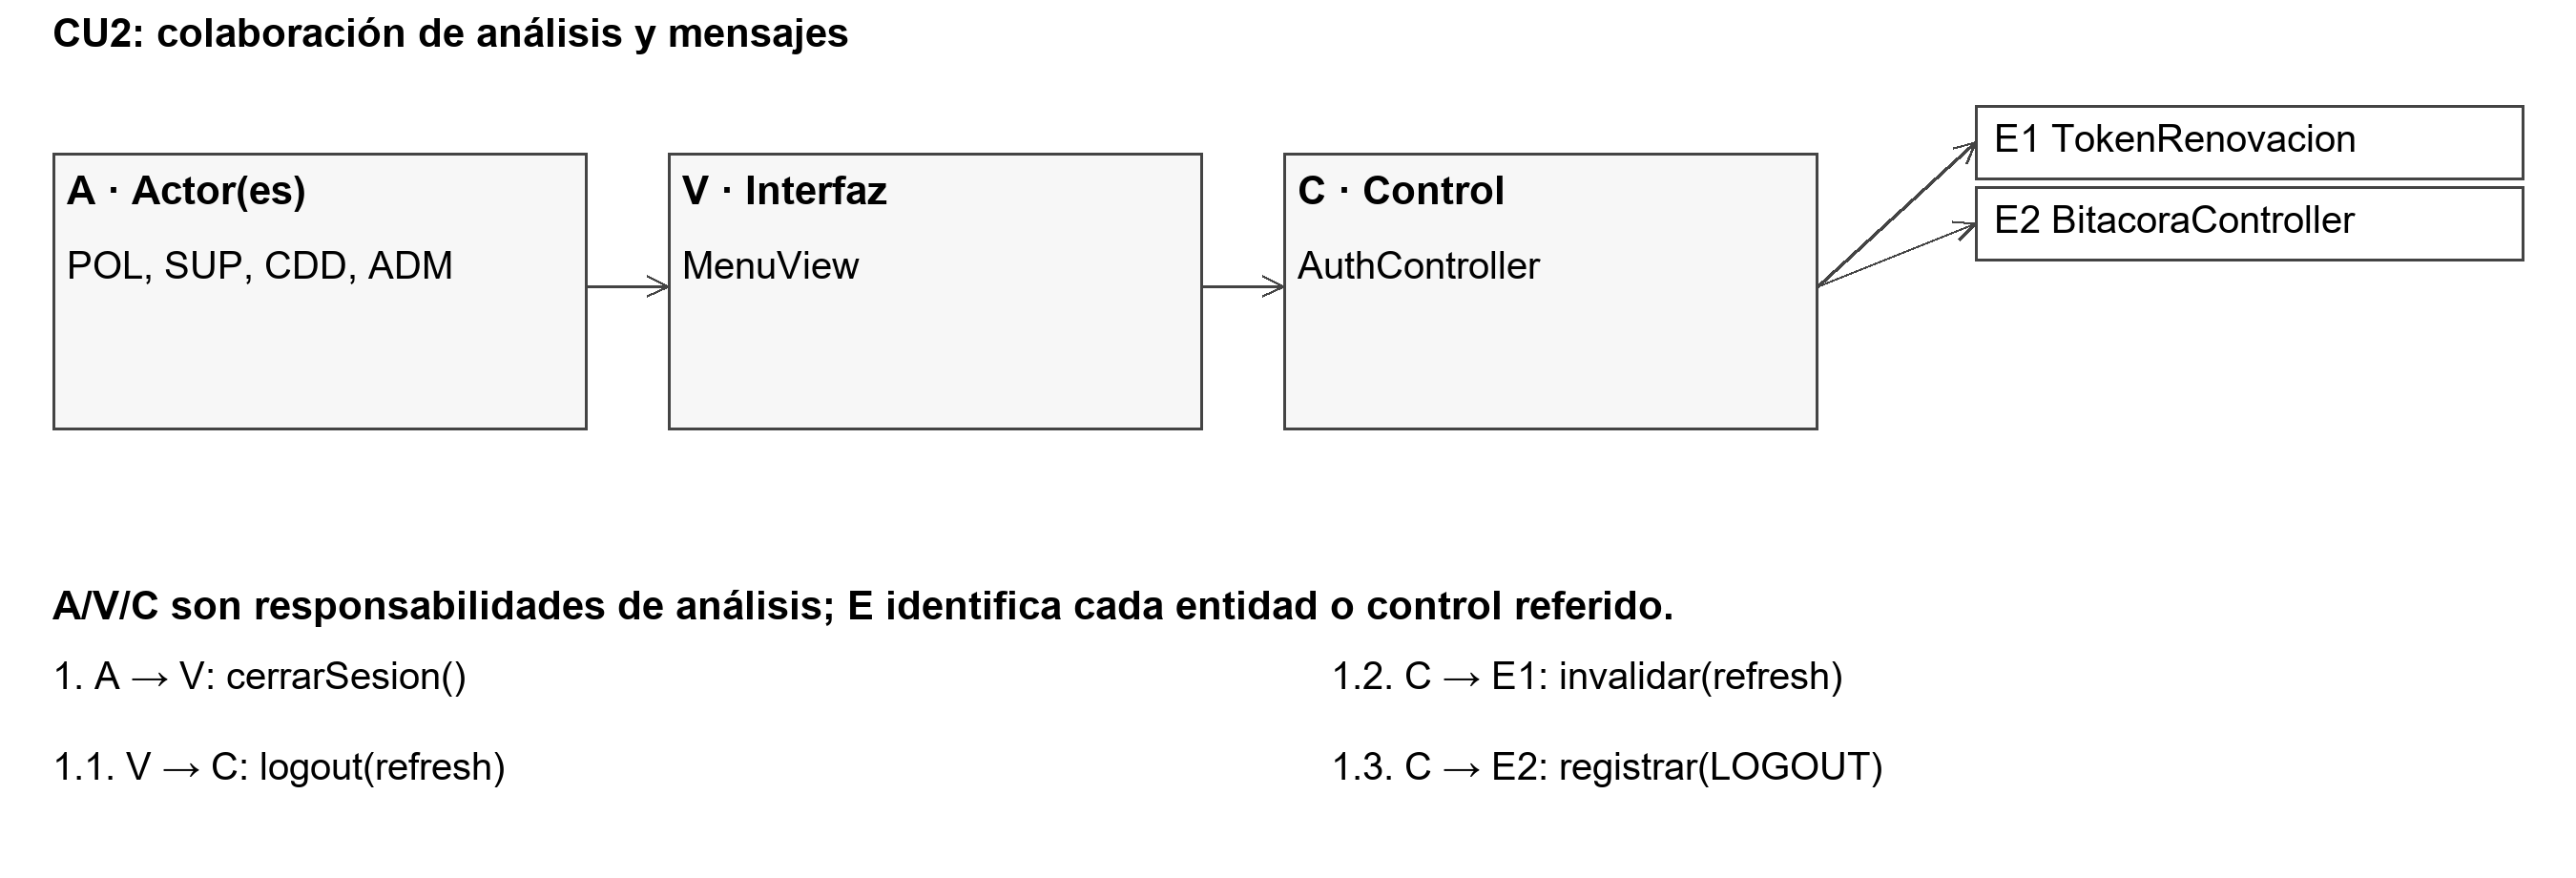 CU2: colaboración de análisis y mensajes
A · Actor(es)
POL, SUP, CDD, ADM
V · Interfaz
MenuView
C · Control
AuthController
E1 TokenRenovacion
E2 BitacoraController
A/V/C son responsabilidades de análisis; E identifica cada entidad o control referido.
1. A → V: cerrarSesion()
1.1. V → C: logout(refresh)
1.2. C → E1: invalidar(refresh)
1.3. C → E2: registrar(LOGOUT)